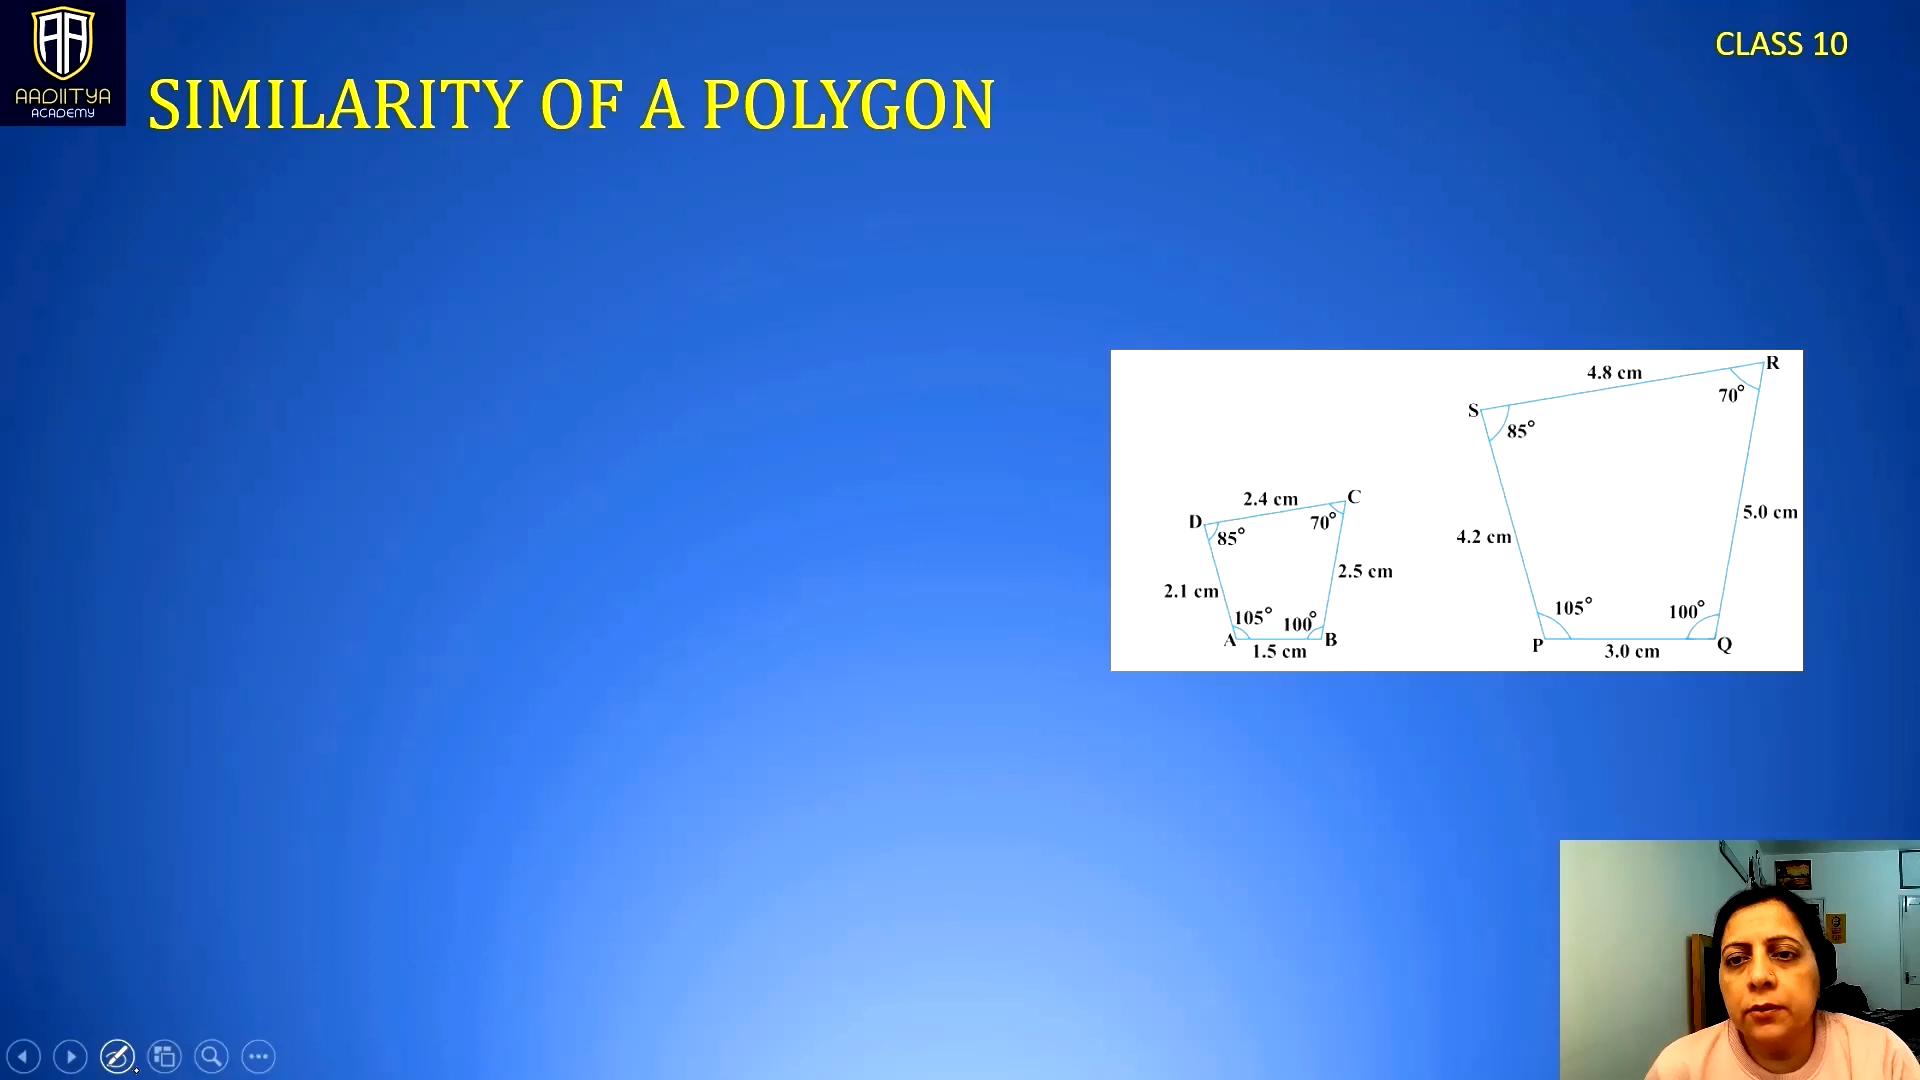 AADIITYA
ACADEMY
CLASS 10
SIMILARITY OF A POLYGON
4.8 cm
R
70°
S
85°
2.4 cm
C
D
70°
85°
5.0 cm
4.2 cm
2.5 cm
2.1 cm
105°
100°
105°
100°
A
B
P
Q
1.5 cm
3.0 cm